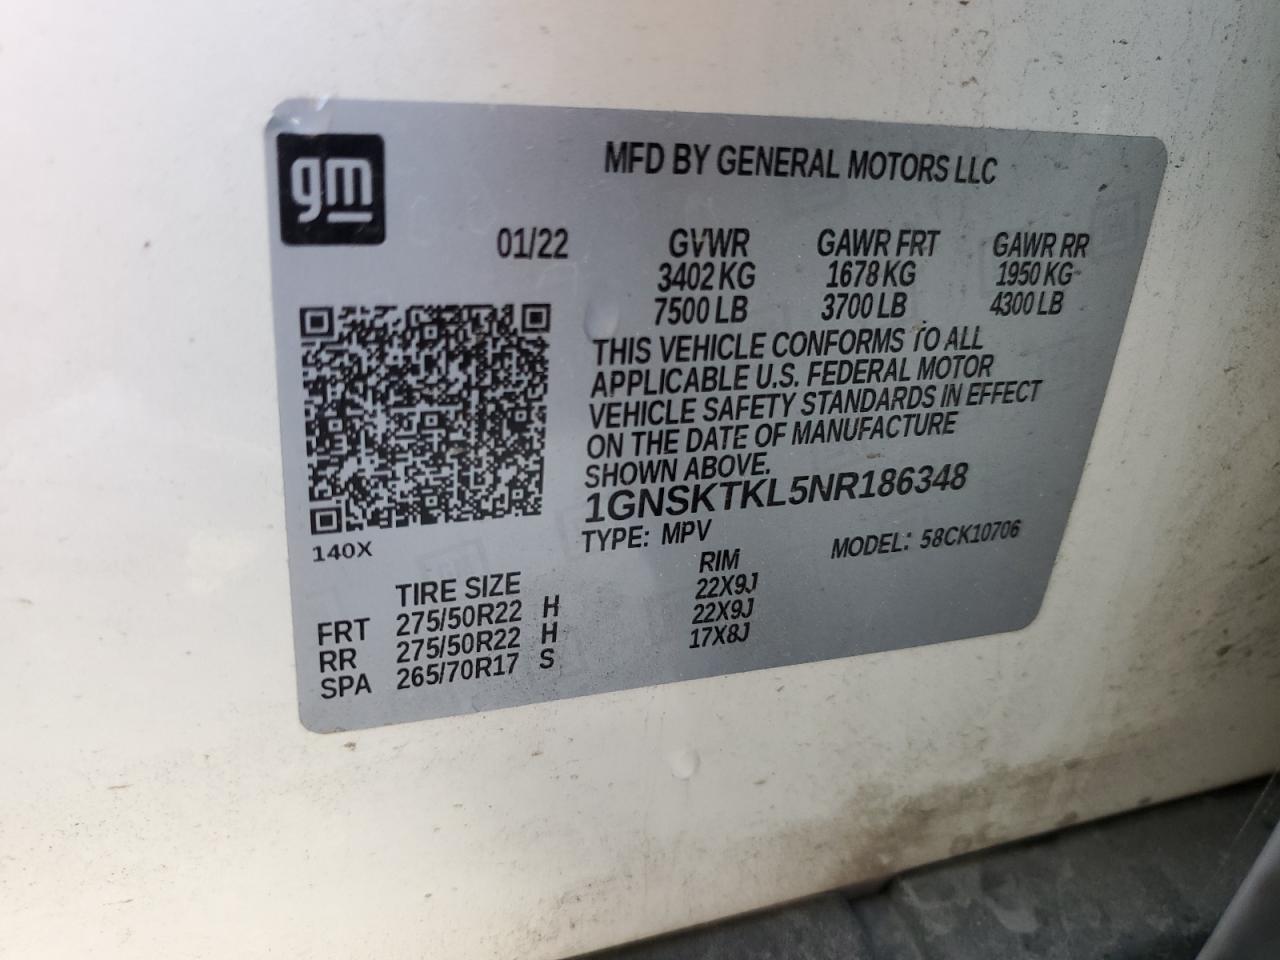 gm
MFD BY GENERAL MOTORS LLC
01/22 GVWR GAWR FRT GAWR RR
3402 KG 1678 KG 1950 KG
7500 LB 3700 LB 4300 LB
THIS VEHICLE CONFORMS TO ALL
APPLICABLE U.S. FEDERAL MOTOR
VEHICLE SAFETY STANDARDS IN EFFECT
ON THE DATE OF MANUFACTURE
SHOWN ABOVE.
1GNSKTKL5NR186348
TYPE: MPV MODEL: 58CK10706
140X
TIRE SIZE RIM
FRT 275/50R22 H 22X9J
RR 275/50R22 H 22X9J
SPA 265/70R17 S 17X8J